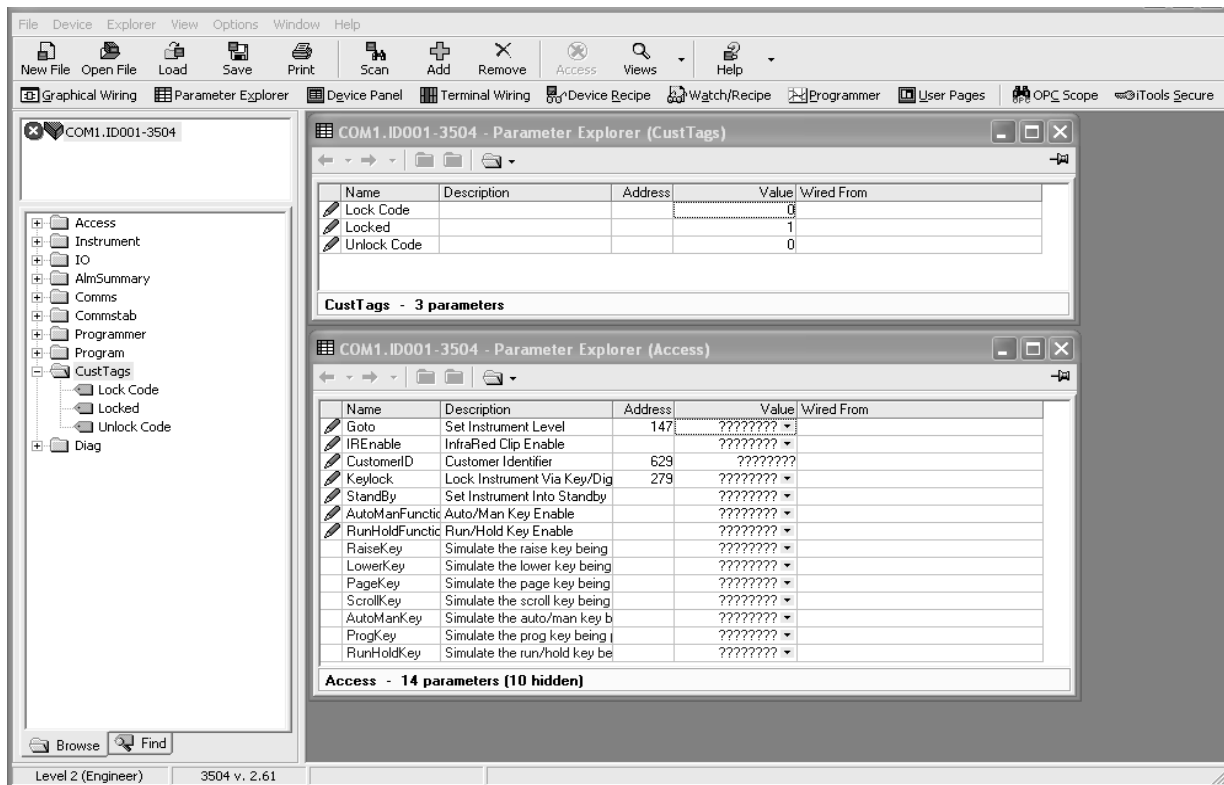 File Device Explorer View Options Window Help
New File Open File Load Save Print Scan Add Remove Access Views Help
Graphical Wiring Parameter Explorer Device Panel Terminal Wiring Device Recipe Watch/Recipe Programmer User Pages OPC Scope iTools Secure
COM1.ID001-3504
Access
Instrument
IO
AlmSummary
Comms
Commstab
Programmer
Program
CustTags
Lock Code
Locked
Unlock Code
Diag
Browse Find
COM1.ID001-3504 - Parameter Explorer (CustTags)
Name Description Address Value Wired From
Lock Code 0
Locked 1
Unlock Code 0
CustTags - 3 parameters
COM1.ID001-3504 - Parameter Explorer (Access)
Name Description Address Value Wired From
Goto Set Instrument Level 147 ????????
IREnable InfraRed Clip Enable ????????
CustomerID Customer Identifier 629 ????????
Keylock Lock Instrument Via Key/Dig 279 ????????
StandBy Set Instrument Into Standby ????????
AutoManFunctic Auto/Man Key Enable ????????
RunHoldFunctic Run/Hold Key Enable ????????
RaiseKey Simulate the raise key being ????????
LowerKey Simulate the lower key being ????????
PageKey Simulate the page key being ????????
ScrollKey Simulate the scroll key being ????????
AutoManKey Simulate the auto/man key b ????????
ProgKey Simulate the prog key being ????????
RunHoldKey Simulate the run/hold key be ????????
Access - 14 parameters (10 hidden)
Level 2 (Engineer) 3504 v. 2.61